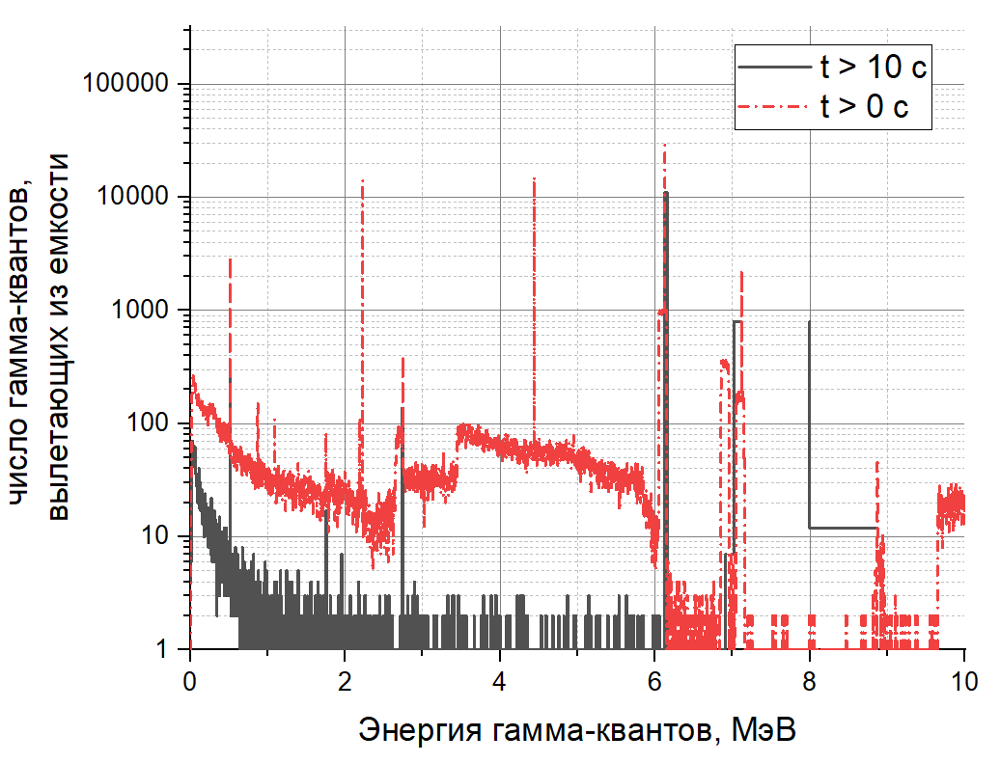 число гамма-квантов,
вылетающих из емкости
100000
10000
1000
100
10
1
t > 10 с
t > 0 с
0 2 4 6 8 10
Энергия гамма-квантов, МэВ